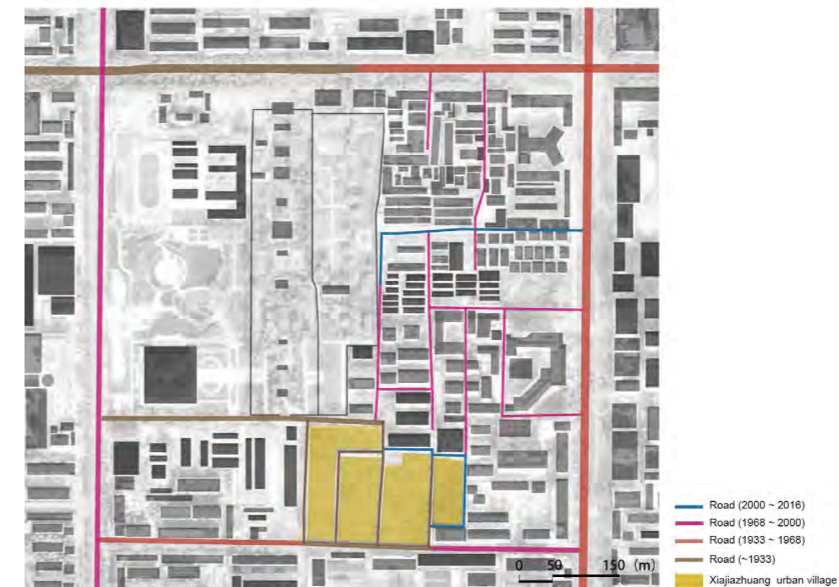 0 50 150 (m)
Road (2000 ~ 2016)
Road (1968 ~ 2000)
Road (1933 ~ 1968)
Road (~1933)
Xiajiazhuang urban village